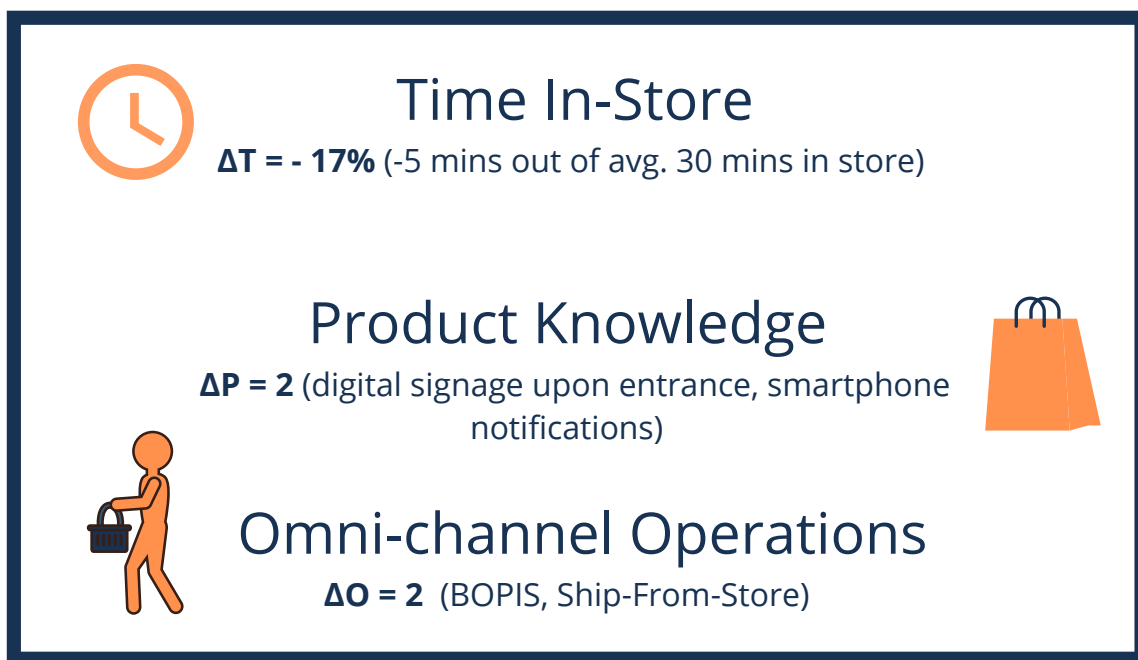 Time In-Store
ΔT = - 17% (-5 mins out of avg. 30 mins in store)
Product Knowledge
ΔP = 2 (digital signage upon entrance, smartphone
notifications)
Omni-channel Operations
ΔO = 2  (BOPIS, Ship-From-Store)